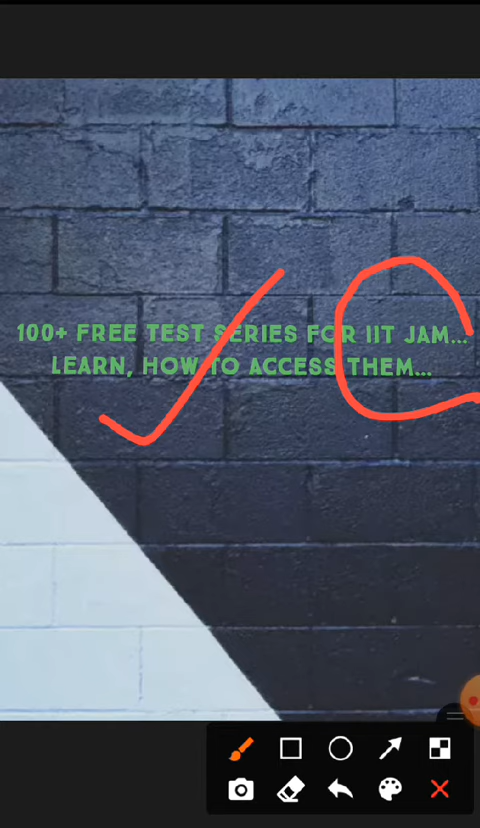 100+ FREE TEST SERIES FOR IIT JAM...
LEARN, HOW TO ACCESS THEM...